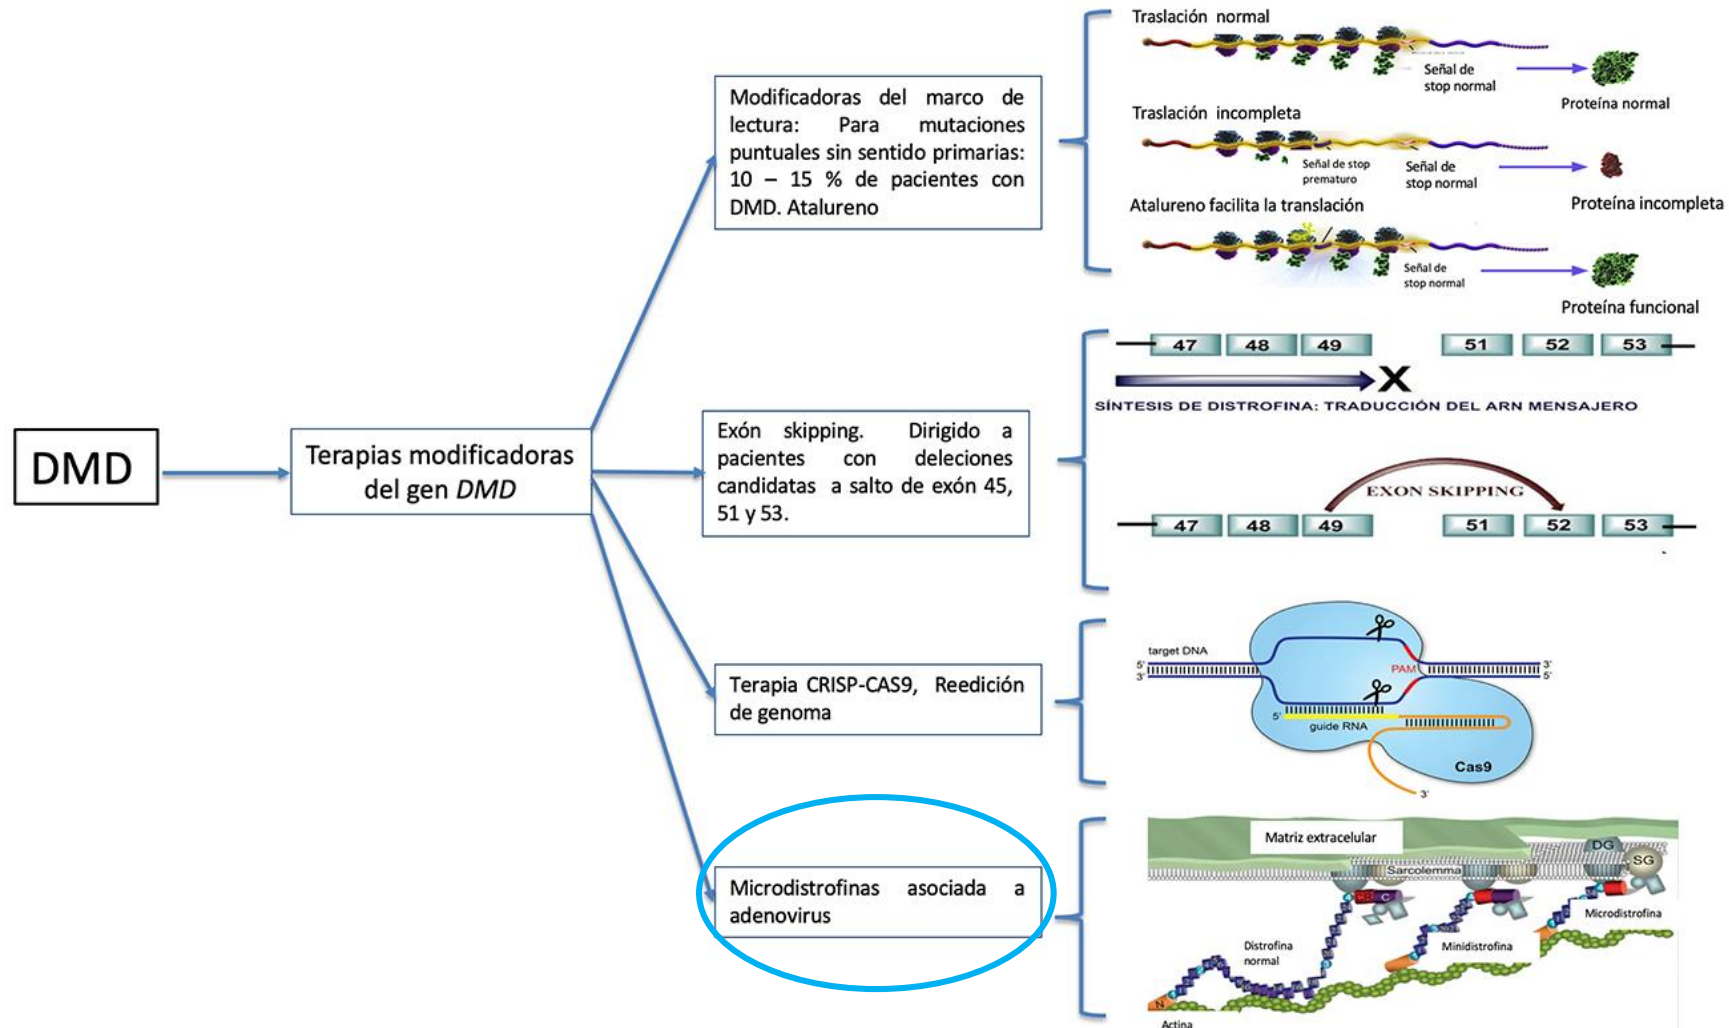 DMD
Terapias modificadoras
del gen DMD
Modificadoras del marco de
lectura: Para mutaciones
puntuales sin sentido primarias:
10 – 15 % de pacientes con
DMD. Atalureno
Traslación normal
Señal de
stop normal
Proteína normal
Traslación incompleta
Señal de stop
prematuro
Señal de
stop normal
Proteína incompleta
Atalureno facilita la translación
Señal de
stop normal
Proteína funcional
Exón skipping. Dirigido a
pacientes con deleciones
candidatas a salto de exón 45,
51 y 53.
47 48 49 51 52 53
X
SÍNTESIS DE DISTROFINA: TRADUCCIÓN DEL ARN MENSAJERO
EXON SKIPPING
47 48 49 51 52 53
Terapia CRISP-CAS9, Reedición
de genoma
target DNA
5' 3'
3' 5'
PAM
5'
guide RNA
Cas9
3'
Microdistrofinas asociada a
adenovirus
Matriz extracelular
DG
SG
Sarcolemma
CR C
Microdistrofina
Distrofina
normal
Minidistrofina
N
Actina